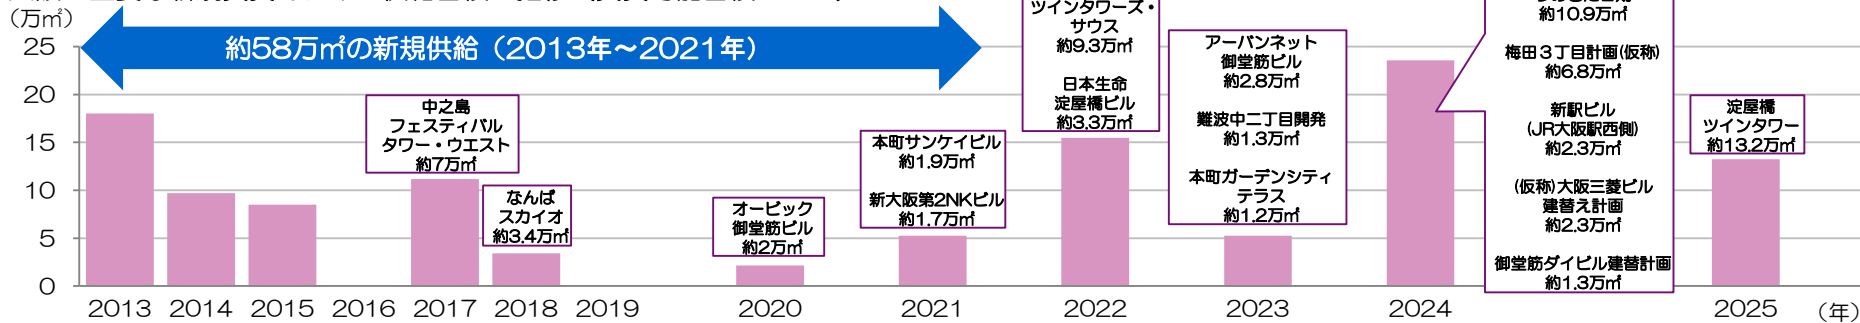 (万㎡)
25
20
15
10
5
0
約58万㎡の新規供給（2013年～2021年）
中之島
フェスティバル
タワー・ウエスト
約7万㎡
なんば
スカイオ
約3.4万㎡
オービック
御堂筋ビル
約2万㎡
本町サンケイビル
約1.9万㎡
新大阪第2NKビル
約1.7万㎡
ツインタワーズ・
サウス
約9.3万㎡
日本生命
淀屋橋ビル
約3.3万㎡
アーバンネット
御堂筋ビル
約2.8万㎡
難波中二丁目開発
約1.3万㎡
本町ガーデンシティ
テラス
約1.2万㎡
約10.9万㎡
梅田３丁目計画(仮称)
約6.8万㎡
新駅ビル
(JR大阪駅西側)
約2.3万㎡
(仮称)大阪三菱ビル
建替え計画
約2.3万㎡
御堂筋ダイビル建替計画
約1.3万㎡
淀屋橋
ツインタワー
約13.2万㎡
2013 2014 2015 2016 2017 2018 2019 2020 2021 2022 2023 2024 2025 (年)